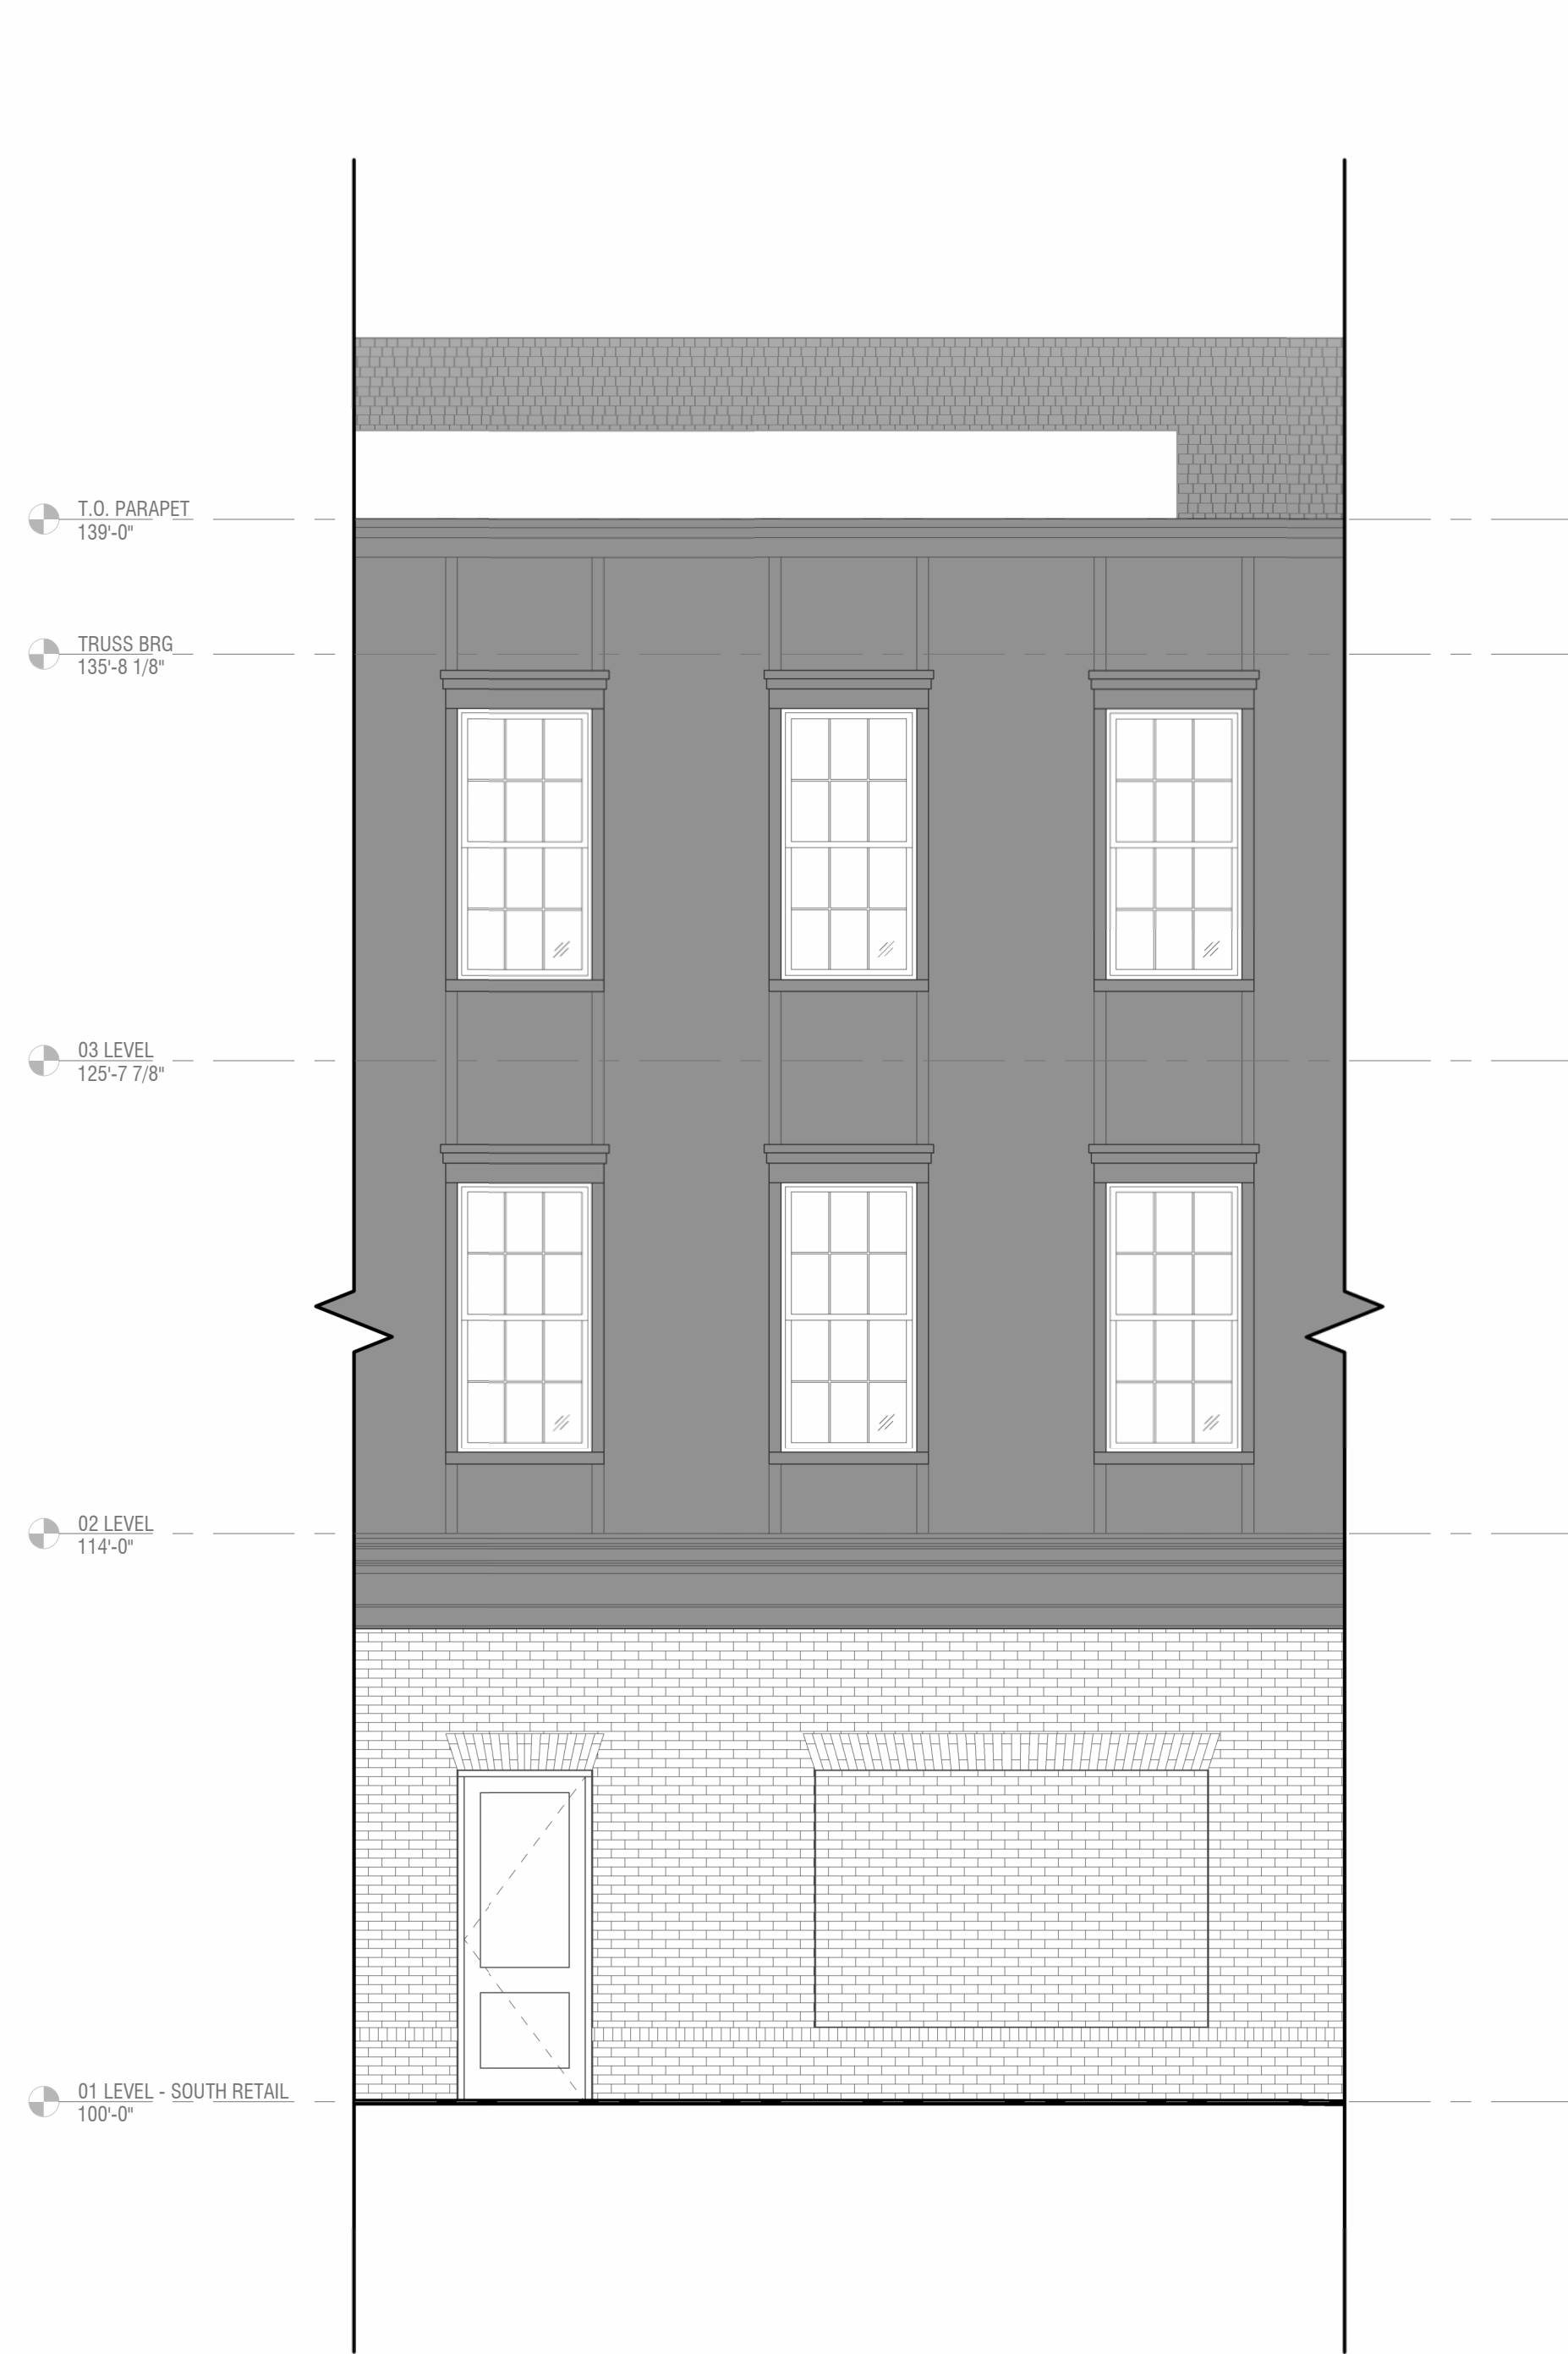 T.O. PARAPET
139'-0"
TRUSS BRG
135'-8 1/8"
03 LEVEL
125'-7 7/8"
02 LEVEL
114'-0"
01 LEVEL - SOUTH RETAIL
100'-0"